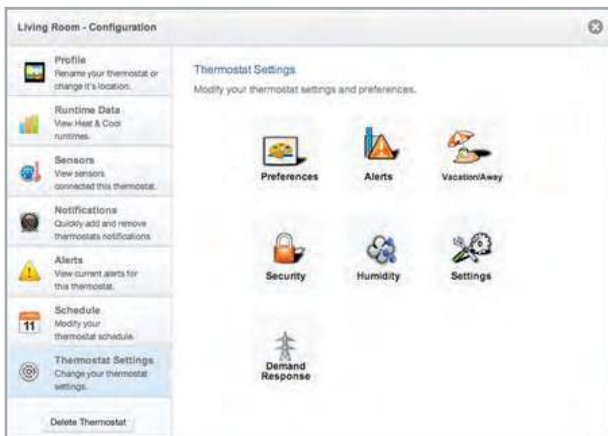 Living Room - Configuration
Profile
Rename your thermostat or
change it's location.
Runtime Data
View Heat & Cool
runtimes.
Sensors
View sensors
connected this thermostat.
Notifications
Quickly add and remove
thermostats notifications
Alerts
View current alerts for
this thermostat.
Schedule
Modify your
thermostat schedule.
11
Thermostat Settings
Change your thermostat
settings.
Delete Thermostat
Thermostat Settings
Modify your thermostat settings and preferences.
Preferences
Alerts
Vacation/Away
Security
Humidity
Settings
Demand
Response